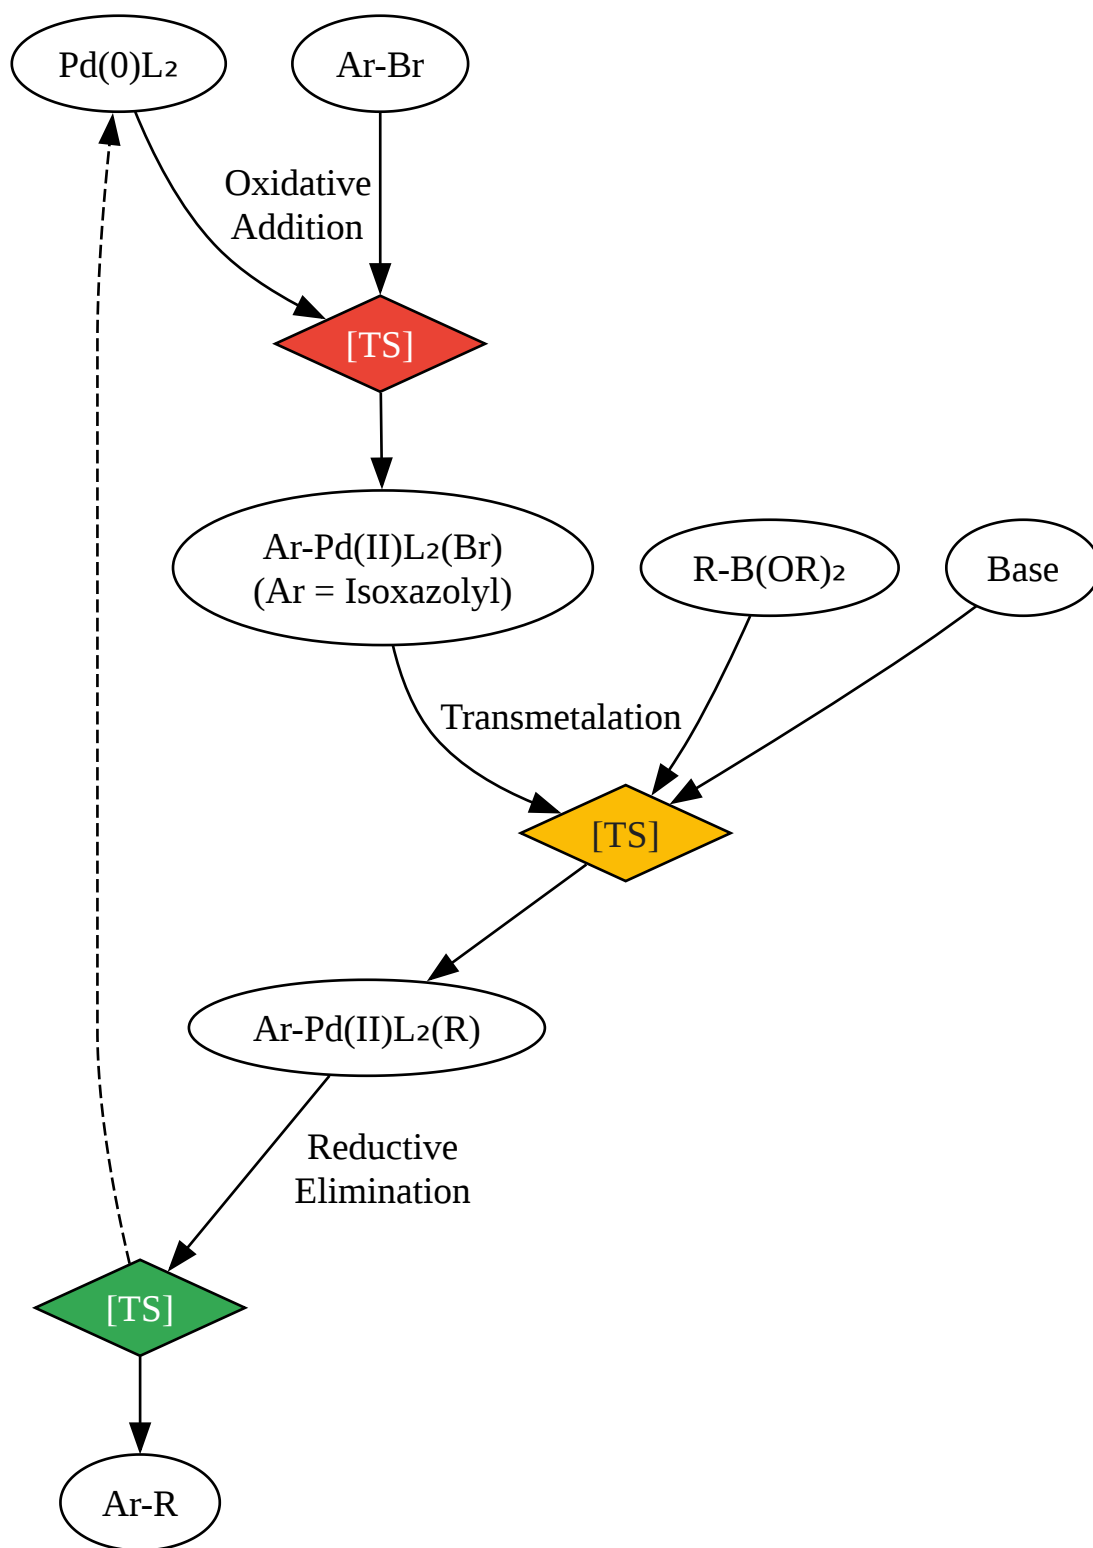 Pd(0)L₂
Ar-Br
Oxidative
Addition
[TS]
Ar-Pd(II)L₂(Br)
(Ar = Isoxazolyl)
R-B(OR)₂
Base
Transmetalation
[TS]
Ar-Pd(II)L₂(R)
Reductive
Elimination
[TS]
Ar-R